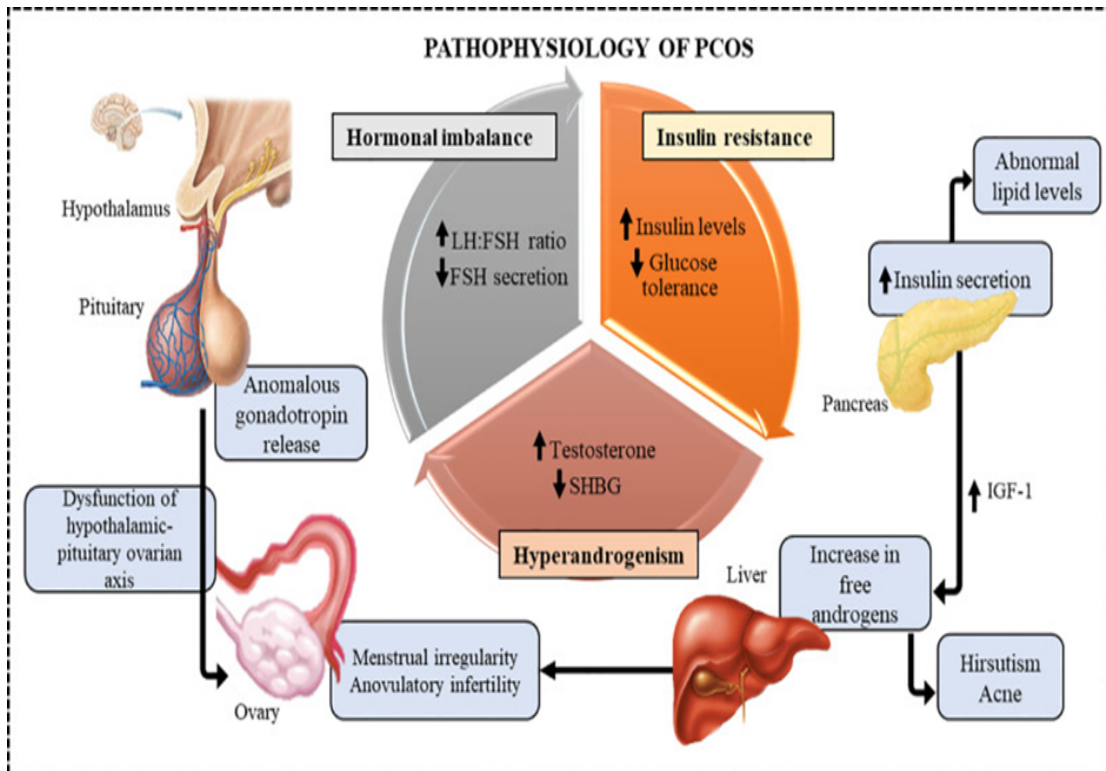 PATHOPHYSIOLOGY OF PCOS
Hormonal imbalance
↑ LH:FSH ratio
↓ FSH secretion
Insulin resistance
↑ Insulin levels
↓ Glucose
tolerance
↑ Testosterone
↓ SHBG
Hyperandrogenism
Hypothalamus
Pituitary
Anomalous
gonadotropin
release
Dysfunction of
hypothalamic-
pituitary ovarian
axis
Ovary
Menstrual irregularity
Anovulatory infertility
Abnormal
lipid levels
↑ Insulin secretion
Pancreas
↑ IGF-1
Liver
Increase in
free
androgens
Hirsutism
Acne